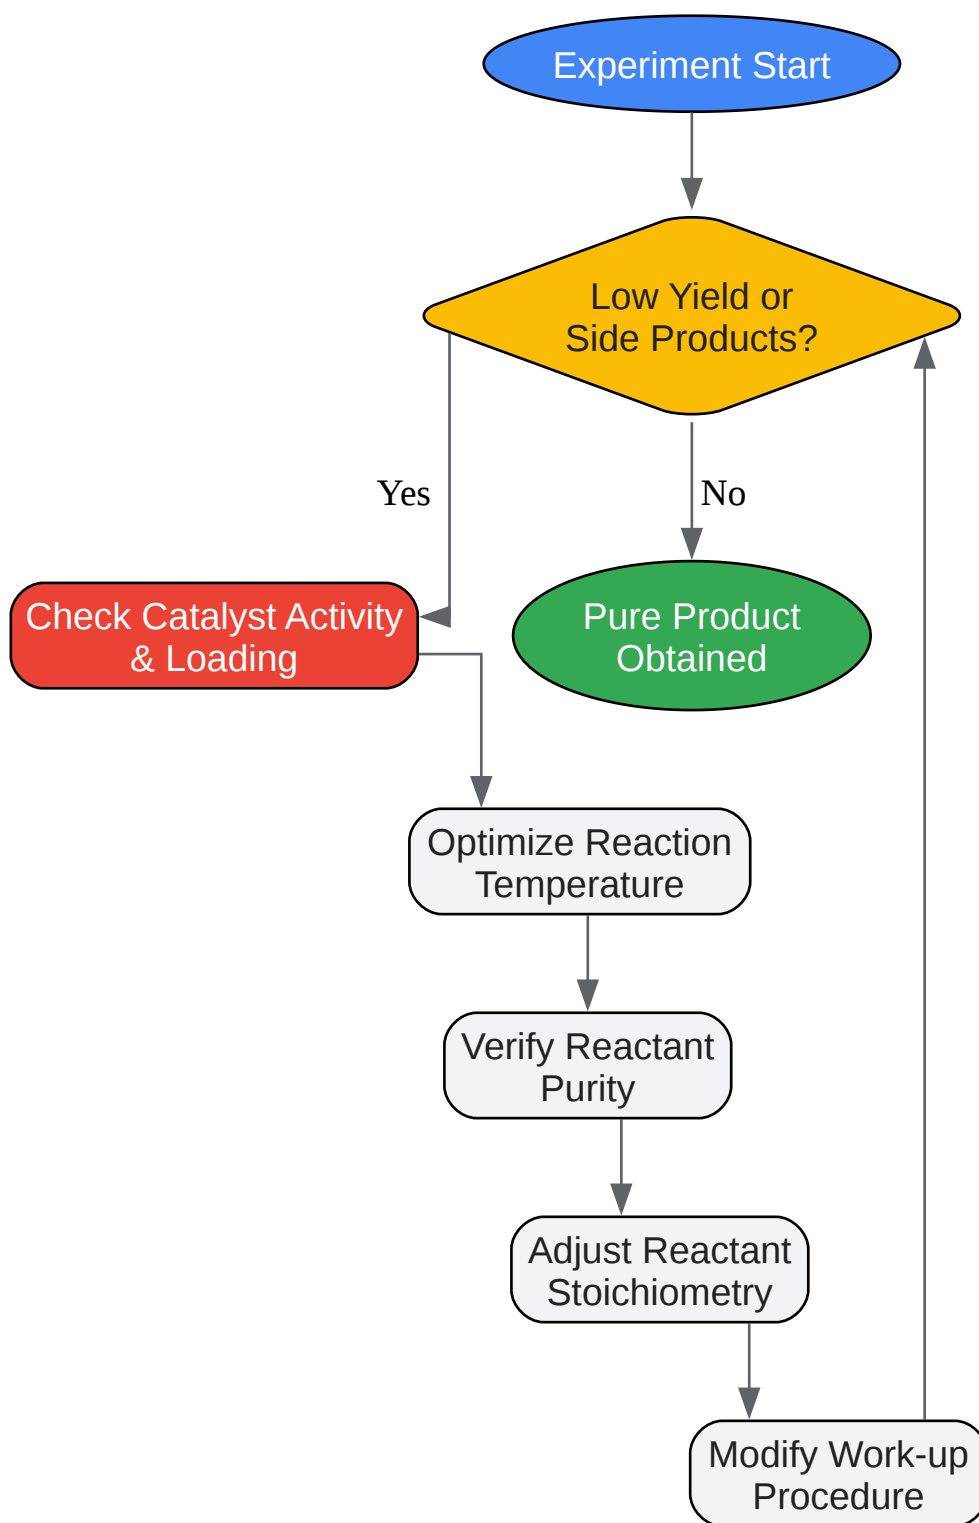 Experiment Start
Low Yield or
Side Products?
Yes
No
Check Catalyst Activity
& Loading
Pure Product
Obtained
Optimize Reaction
Temperature
Verify Reactant
Purity
Adjust Reactant
Stoichiometry
Modify Work-up
Procedure